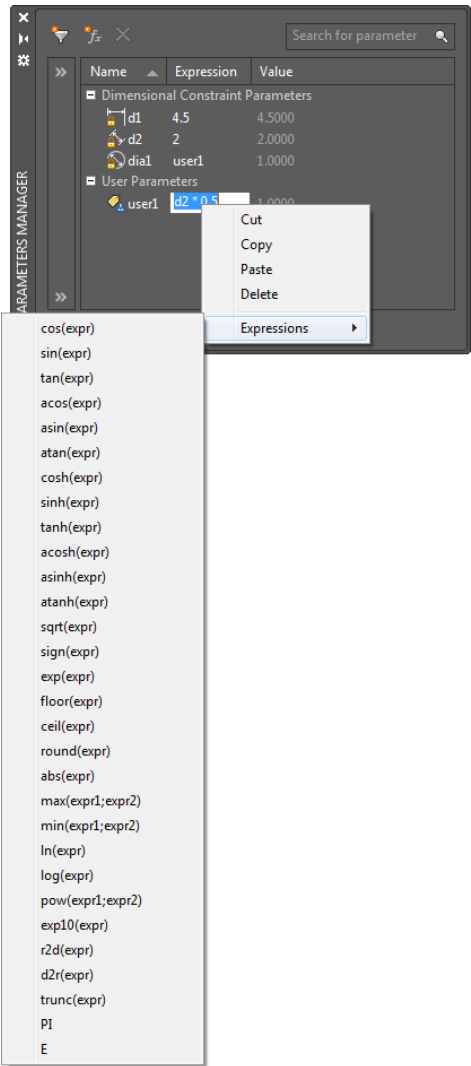 fx
Search for parameter
Name Expression Value
Dimensional Constraint Parameters
d1 4.5 4.5000
d2 2 2.0000
dia1 user1 1.0000
User Parameters
user1 d2 * 0.5 1.0000
ARAMETERS MANAGER
Cut
Copy
Paste
Delete
Expressions
cos(expr)
sin(expr)
tan(expr)
acos(expr)
asin(expr)
atan(expr)
cosh(expr)
sinh(expr)
tanh(expr)
acosh(expr)
asinh(expr)
atanh(expr)
sqrt(expr)
sign(expr)
exp(expr)
floor(expr)
ceil(expr)
round(expr)
abs(expr)
max(expr1;expr2)
min(expr1;expr2)
ln(expr)
log(expr)
pow(expr1;expr2)
exp10(expr)
r2d(expr)
d2r(expr)
trunc(expr)
PI
E